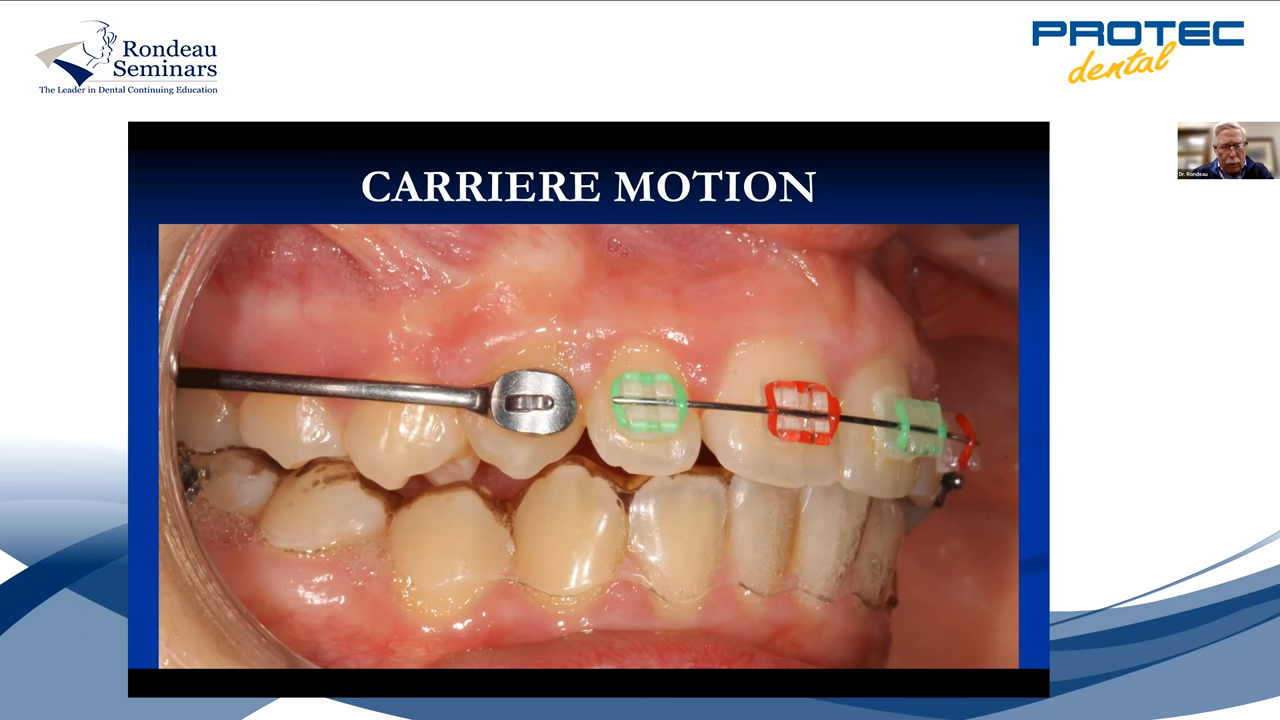 Rondeau
Seminars
The Leader in Dental Continuing Education
PROTEC
dental
CARRIERE MOTION
Dr. Rondeau